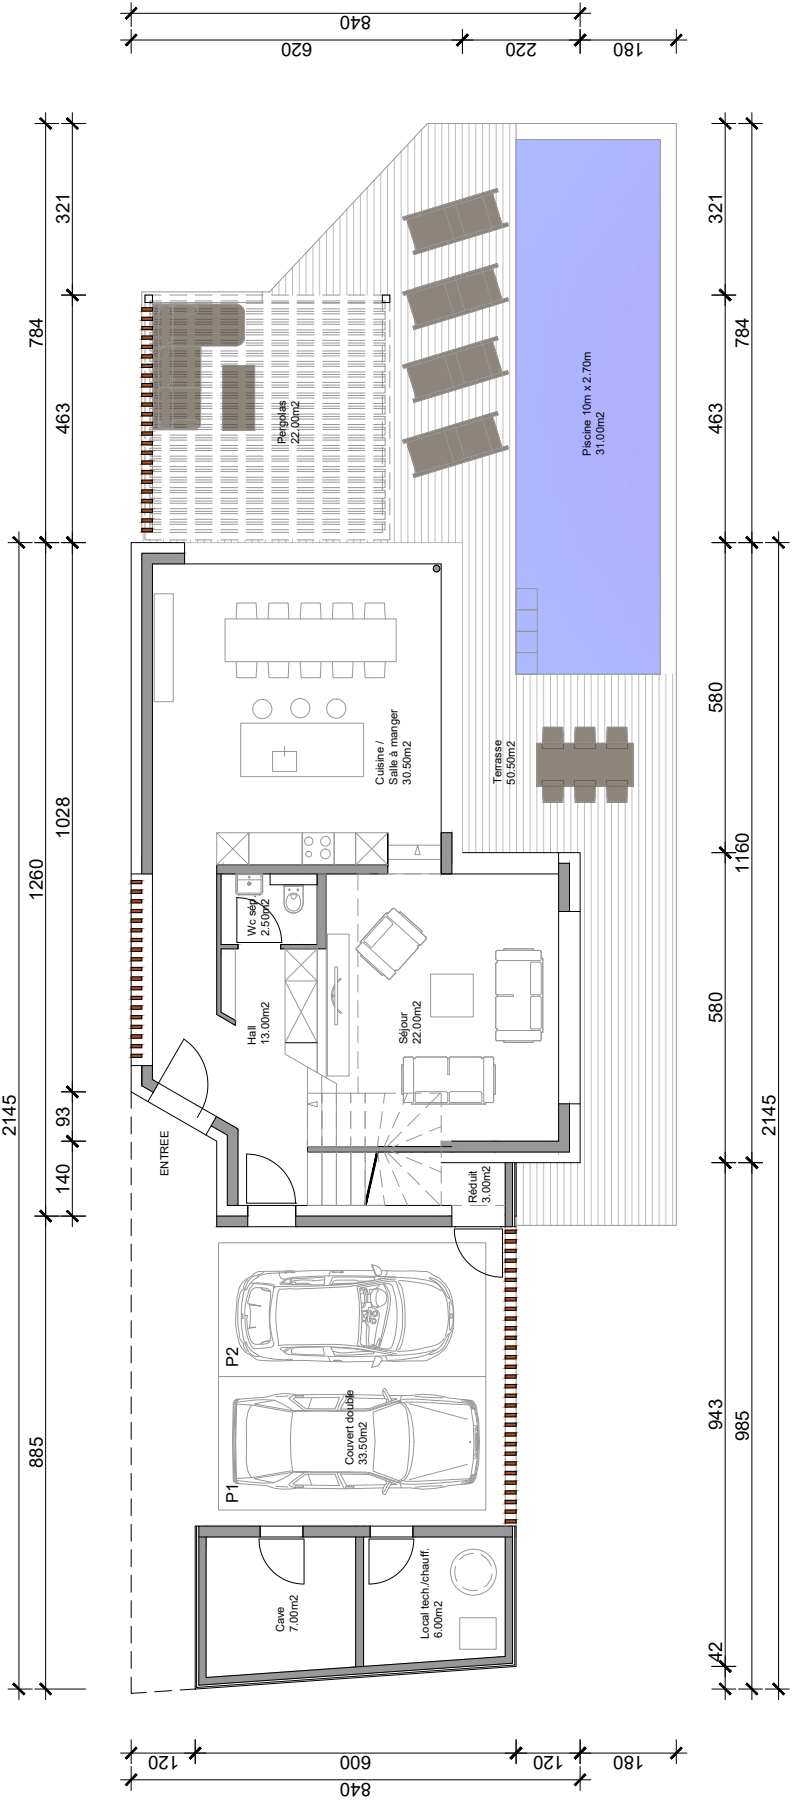 840
620
220
180
321
463
784
1028
1260
93
140
2145
885
321
463
784
580
1160
580
2145
943
985
42
Pergolas
22.00m2
Piscine 10m x 2.70m
31.00m2
Cuisine /
Salle à manger
30.50m2
Terrasse
50.50m2
Wc sép.
2.50m2
Hall
13.00m2
Séjour
22.00m2
ENTREE
Réduit
3.00m2
P2
P1
Couvert double
33.50m2
Cave
7.00m2
Local tech./chauff.
6.00m2
120
600
120
180
840